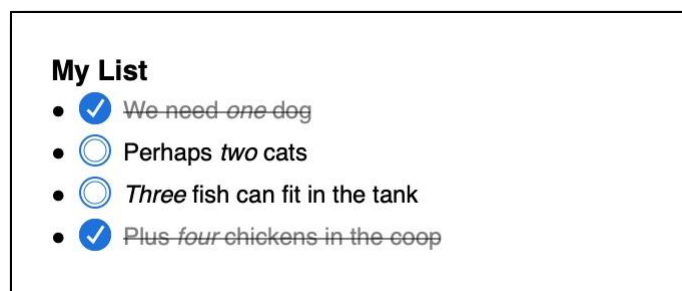 My List
We need one dog
Perhaps two cats
Three fish can fit in the tank
Plus four chickens in the coop